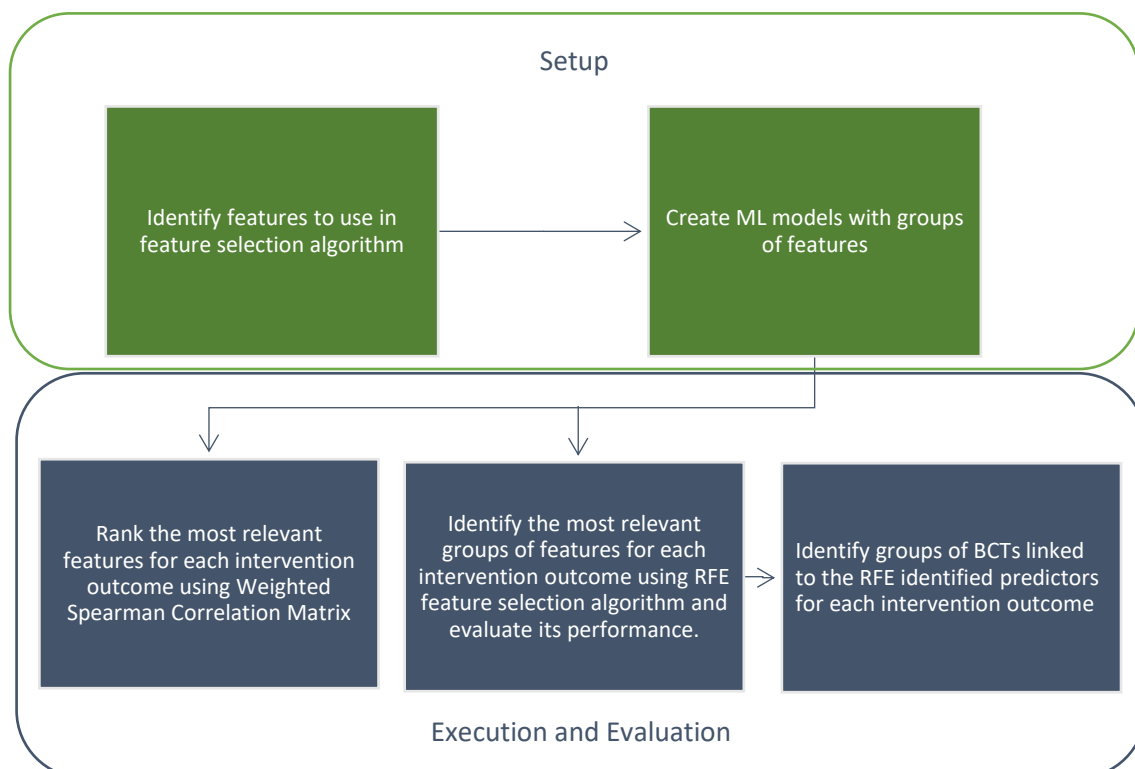 Setup
Identify features to use in
feature selection algorithm
Create ML models with groups
of features
Rank the most relevant
features for each intervention
outcome using Weighted
Spearman Correlation Matrix
Identify the most relevant
groups of features for each
intervention outcome using RFE
feature selection algorithm and
evaluate its performance.
Identify groups of BCTs linked
to the RFE identified predictors
for each intervention outcome
Execution and Evaluation